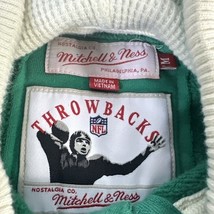 NOSTALGIA CO.
Mitchell & Ness
PHILADELPHIA, PA.
M
MADE IN
VIETNAM
THROWBACKS
NFL
NOSTALGIA CO.
Mitchell & Ness